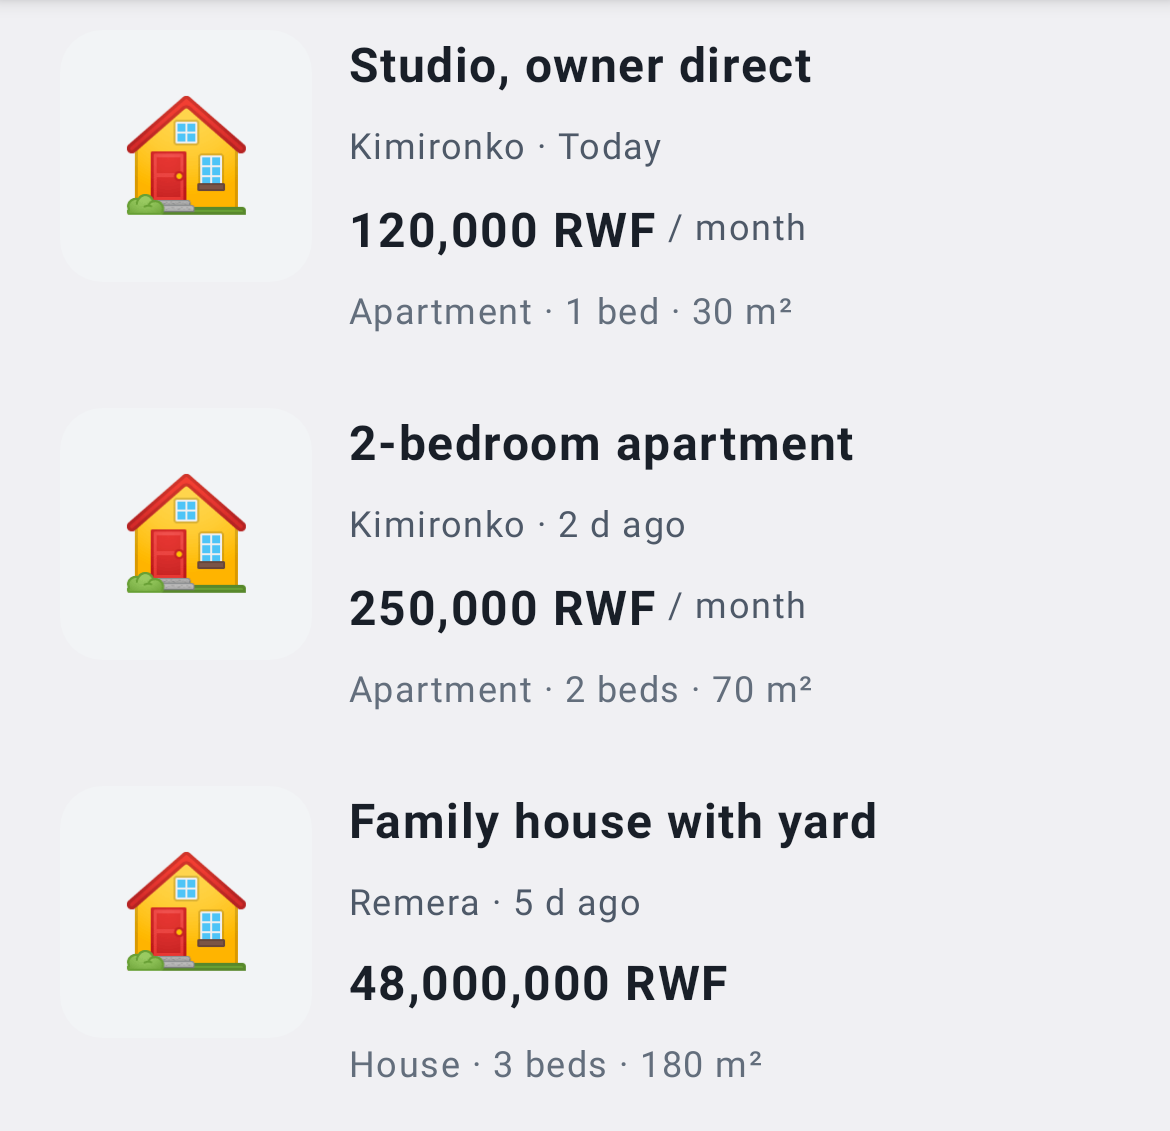 Studio, owner direct
Kimironko · Today
120,000 RWF / month
Apartment · 1 bed · 30 m²
2-bedroom apartment
Kimironko · 2 d ago
250,000 RWF / month
Apartment · 2 beds · 70 m²
Family house with yard
Remera · 5 d ago
48,000,000 RWF
House · 3 beds · 180 m²